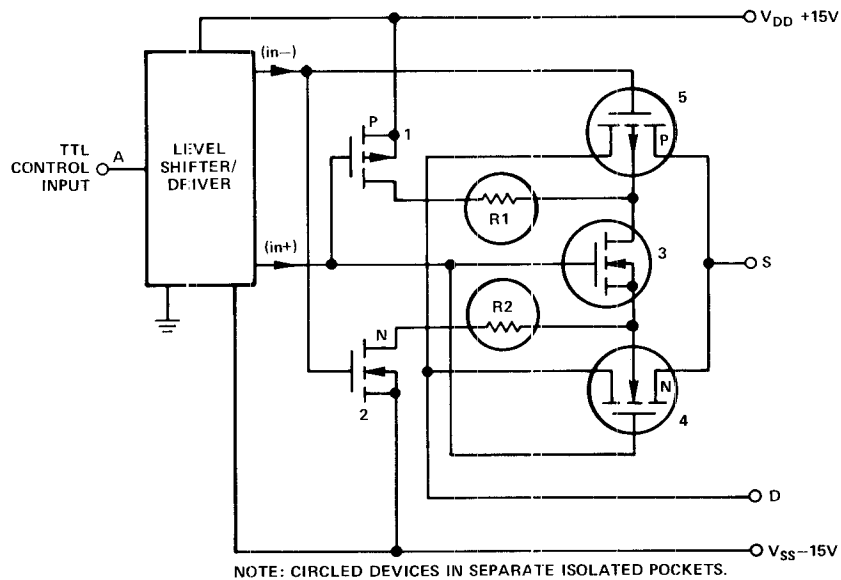 V_DD +15V
(in-)
5
P
1
P
TTL
CONTROL
INPUT
A
LEVEL
SHIFTER/
DRIVER
R1
(in+)
3
S
R2
N
2
N
4
D
V_SS -15V
NOTE: CIRCLED DEVICES IN SEPARATE ISOLATED POCKETS.